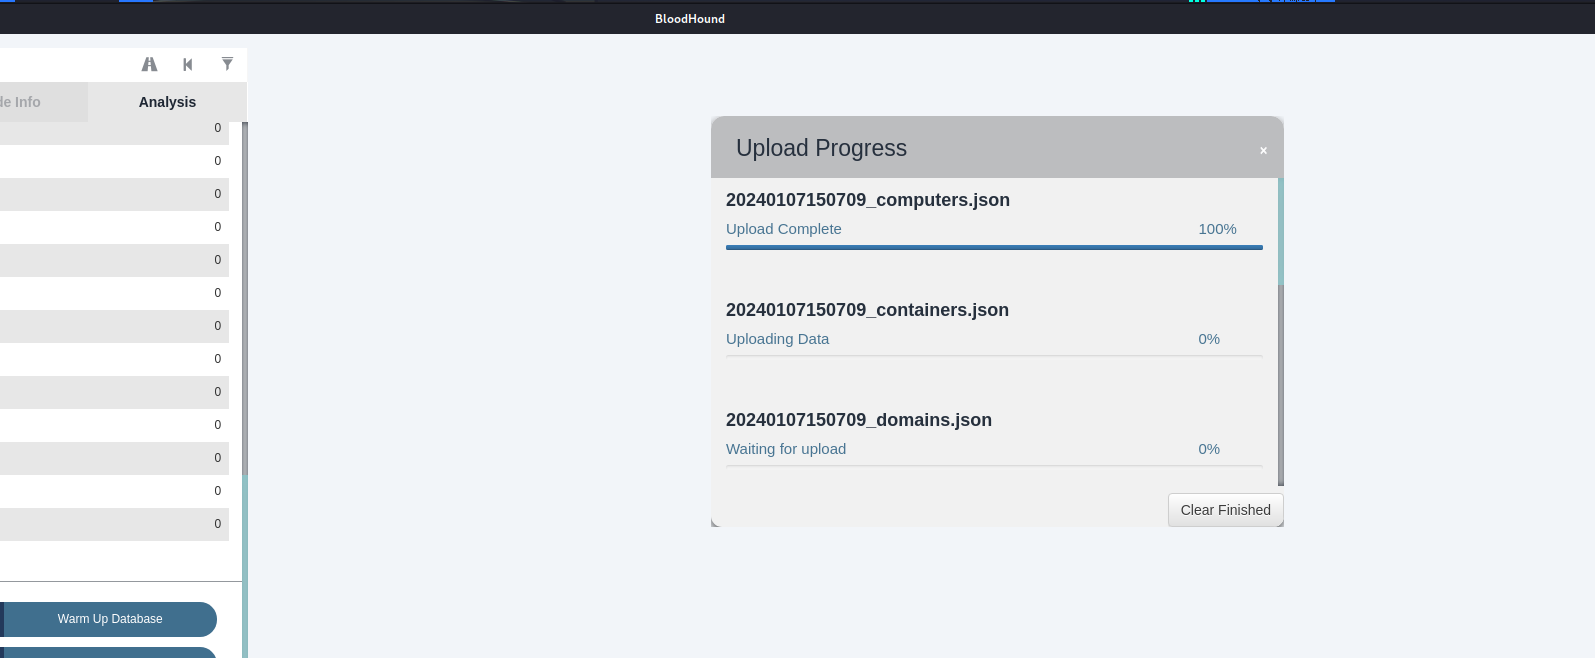 BloodHound
de Info
Analysis
0
0
0
0
0
0
0
0
0
0
0
0
0
Warm Up Database
Upload Progress
×
20240107150709_computers.json
Upload Complete 100%
20240107150709_containers.json
Uploading Data 0%
20240107150709_domains.json
Waiting for upload 0%
Clear Finished